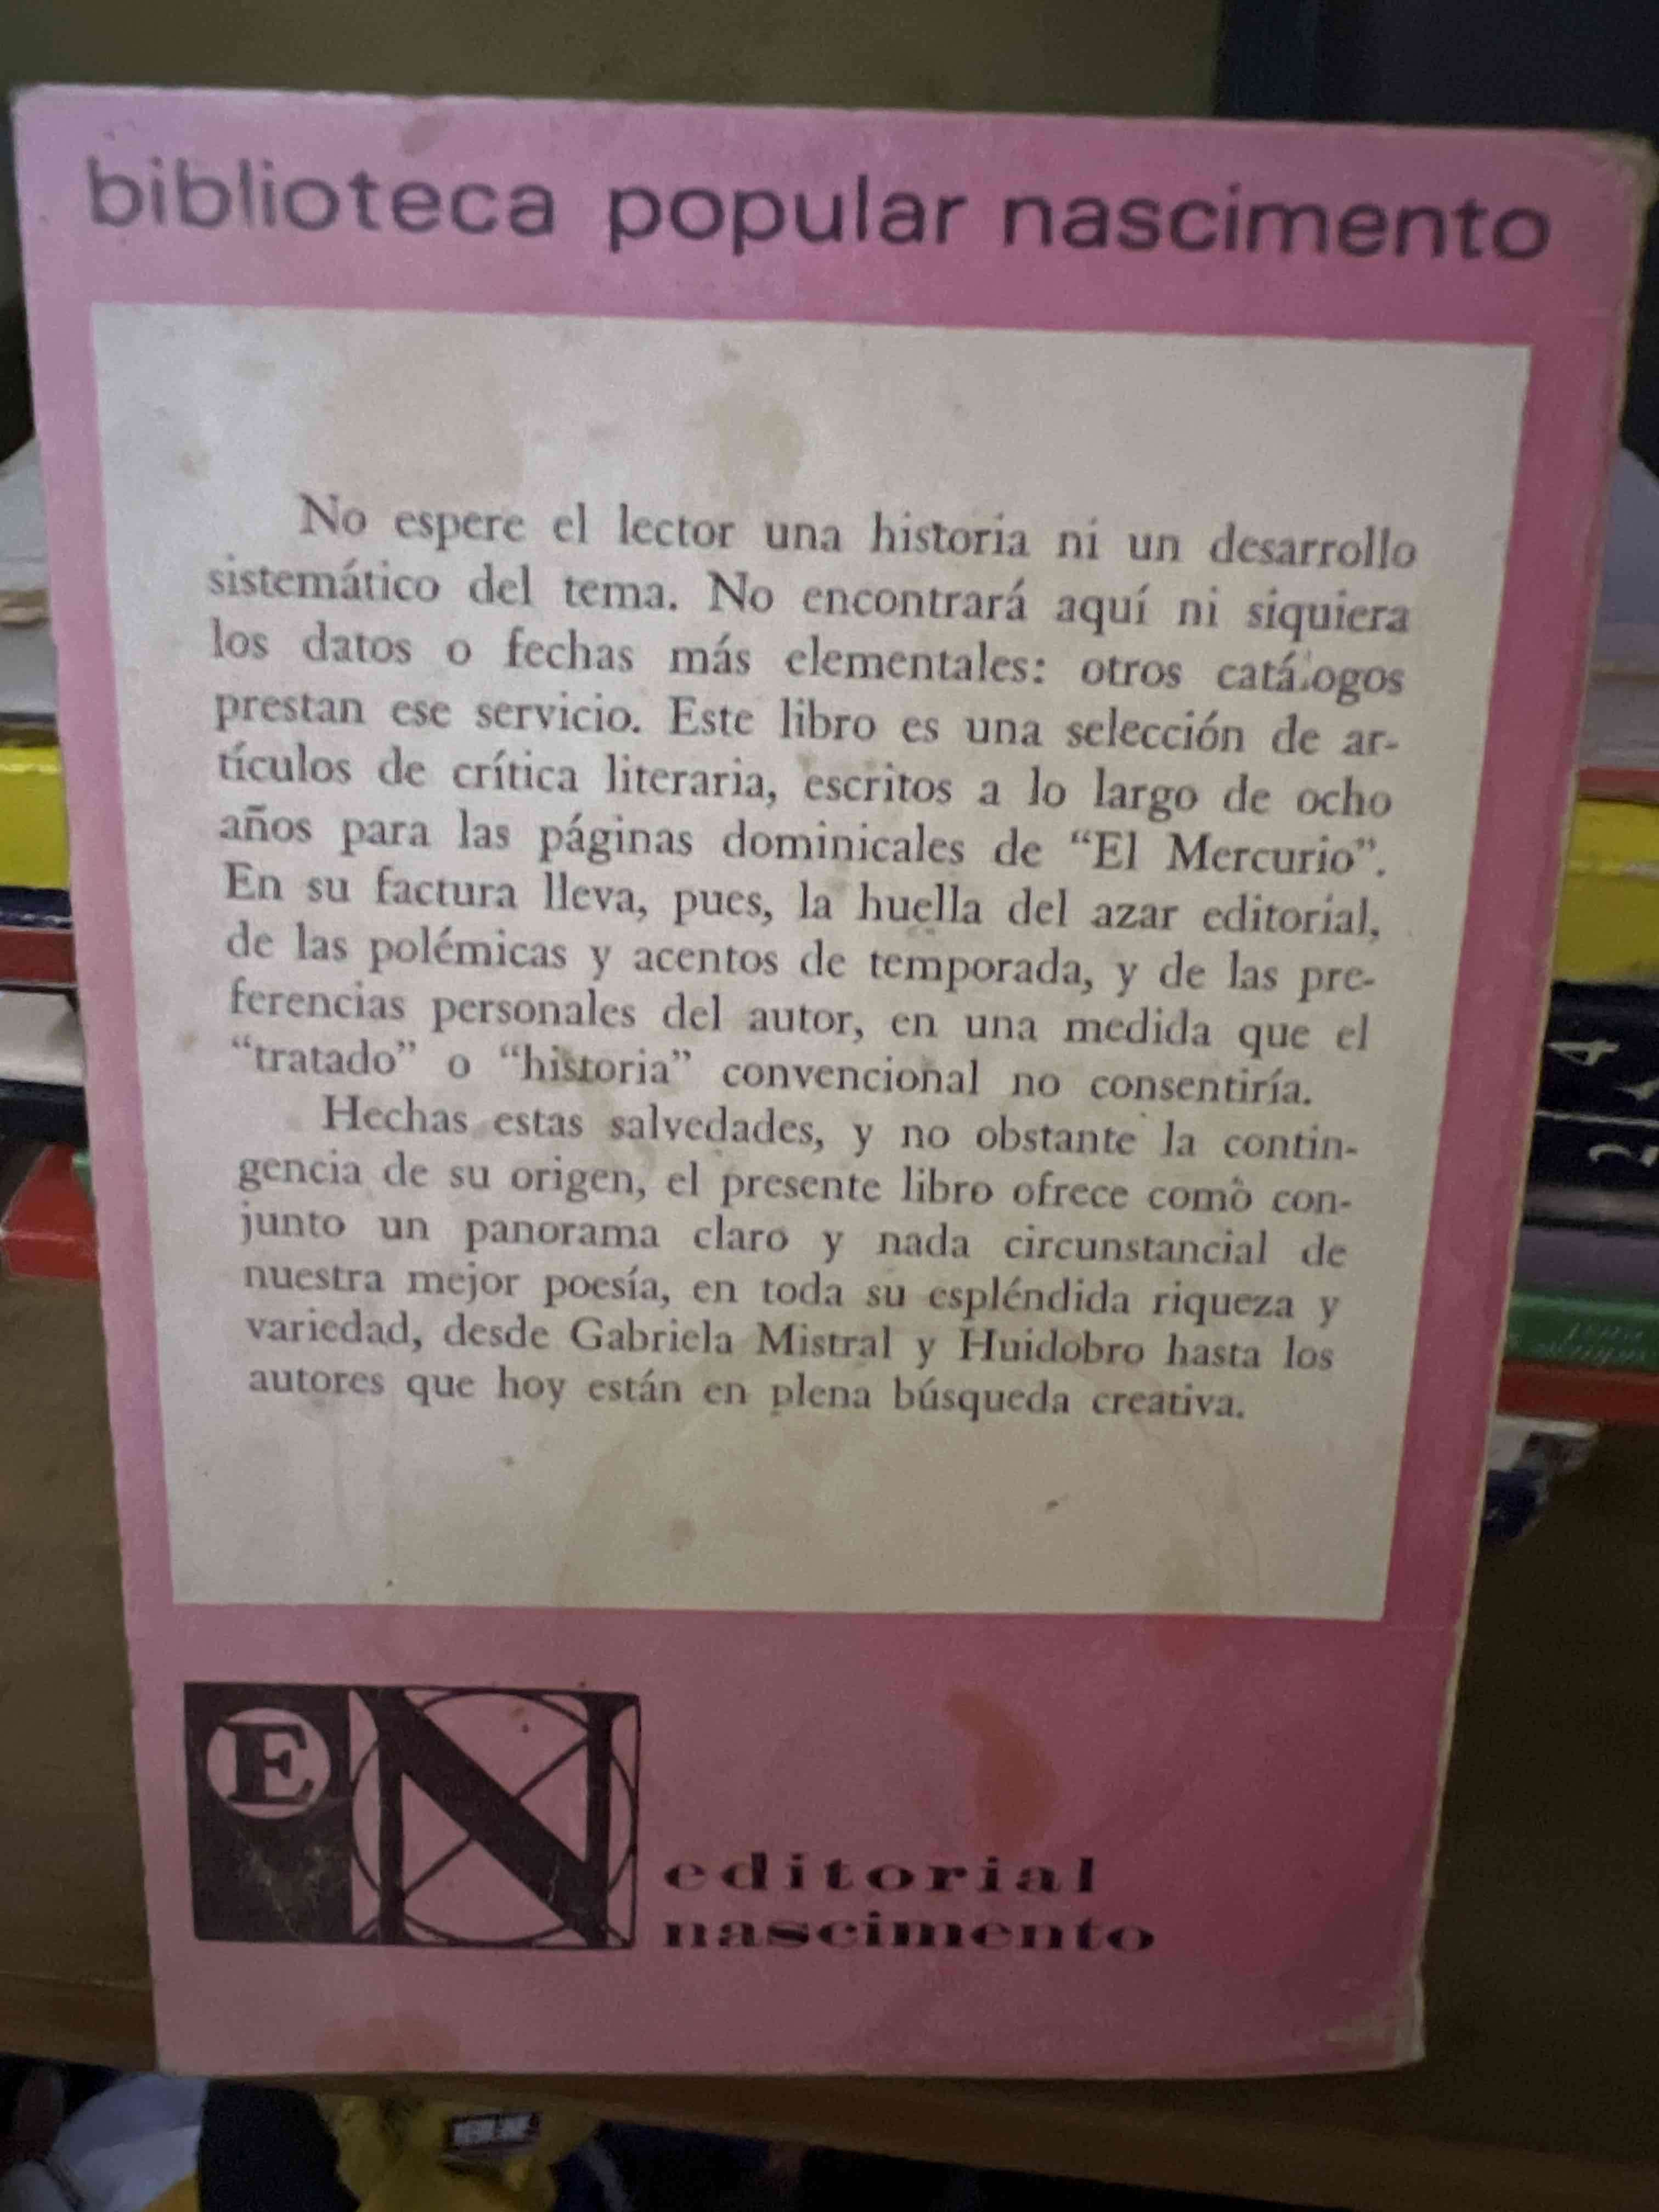 biblioteca popular nascimento
No espere el lector una historia ni un desarrollo
sistemático del tema. No encontrará aquí ni siquiera
los datos o fechas más elementales: otros catálogos
prestan ese servicio. Este libro es una selección de ar-
tículos de crítica literaria, escritos a lo largo de ocho
años para las páginas dominicales de “El Mercurio”.
En su factura lleva, pues, la huella del azar editorial,
de las polémicas y acentos de temporada, y de las pre-
ferencias personales del autor, en una medida que el
“tratado” o “historia” convencional no consentiría.
Hechas estas salvedades, y no obstante la contin-
gencia de su origen, el presente libro ofrece como con-
junto un panorama claro y nada circunstancial de
nuestra mejor poesía, en toda su espléndida riqueza y
variedad, desde Gabriela Mistral y Huidobro hasta los
autores que hoy están en plena búsqueda creativa.
EN
editorial
nascimento
4
2